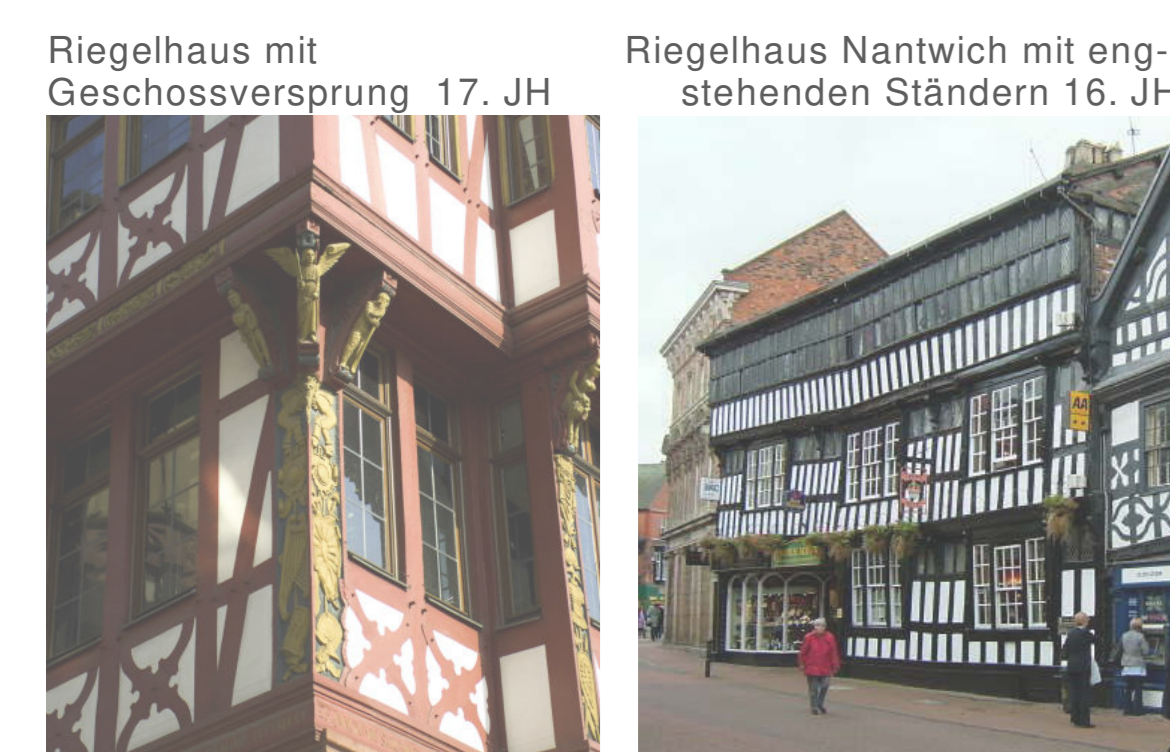 Riegelhaus mit
Geschossversprung 17. JH
Riegelhaus Nantwich mit eng-
stehenden Ständern 16. JH
AA